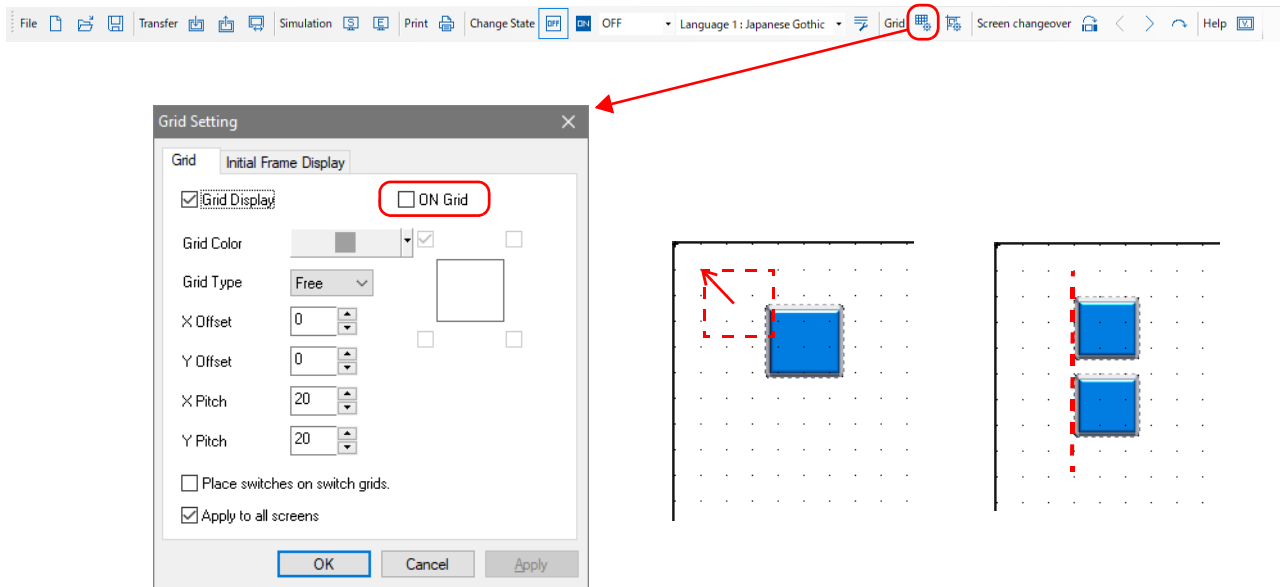 File Transfer Simulation S E Print Change State OFF ON OFF Language 1 : Japanese Gothic Grid Screen changeover Help V
Grid Setting
Grid Initial Frame Display
Grid Display ON Grid
Grid Color
Grid Type Free
X Offset 0
Y Offset 0
X Pitch 20
Y Pitch 20
Place switches on switch grids.
Apply to all screens
OK Cancel Apply